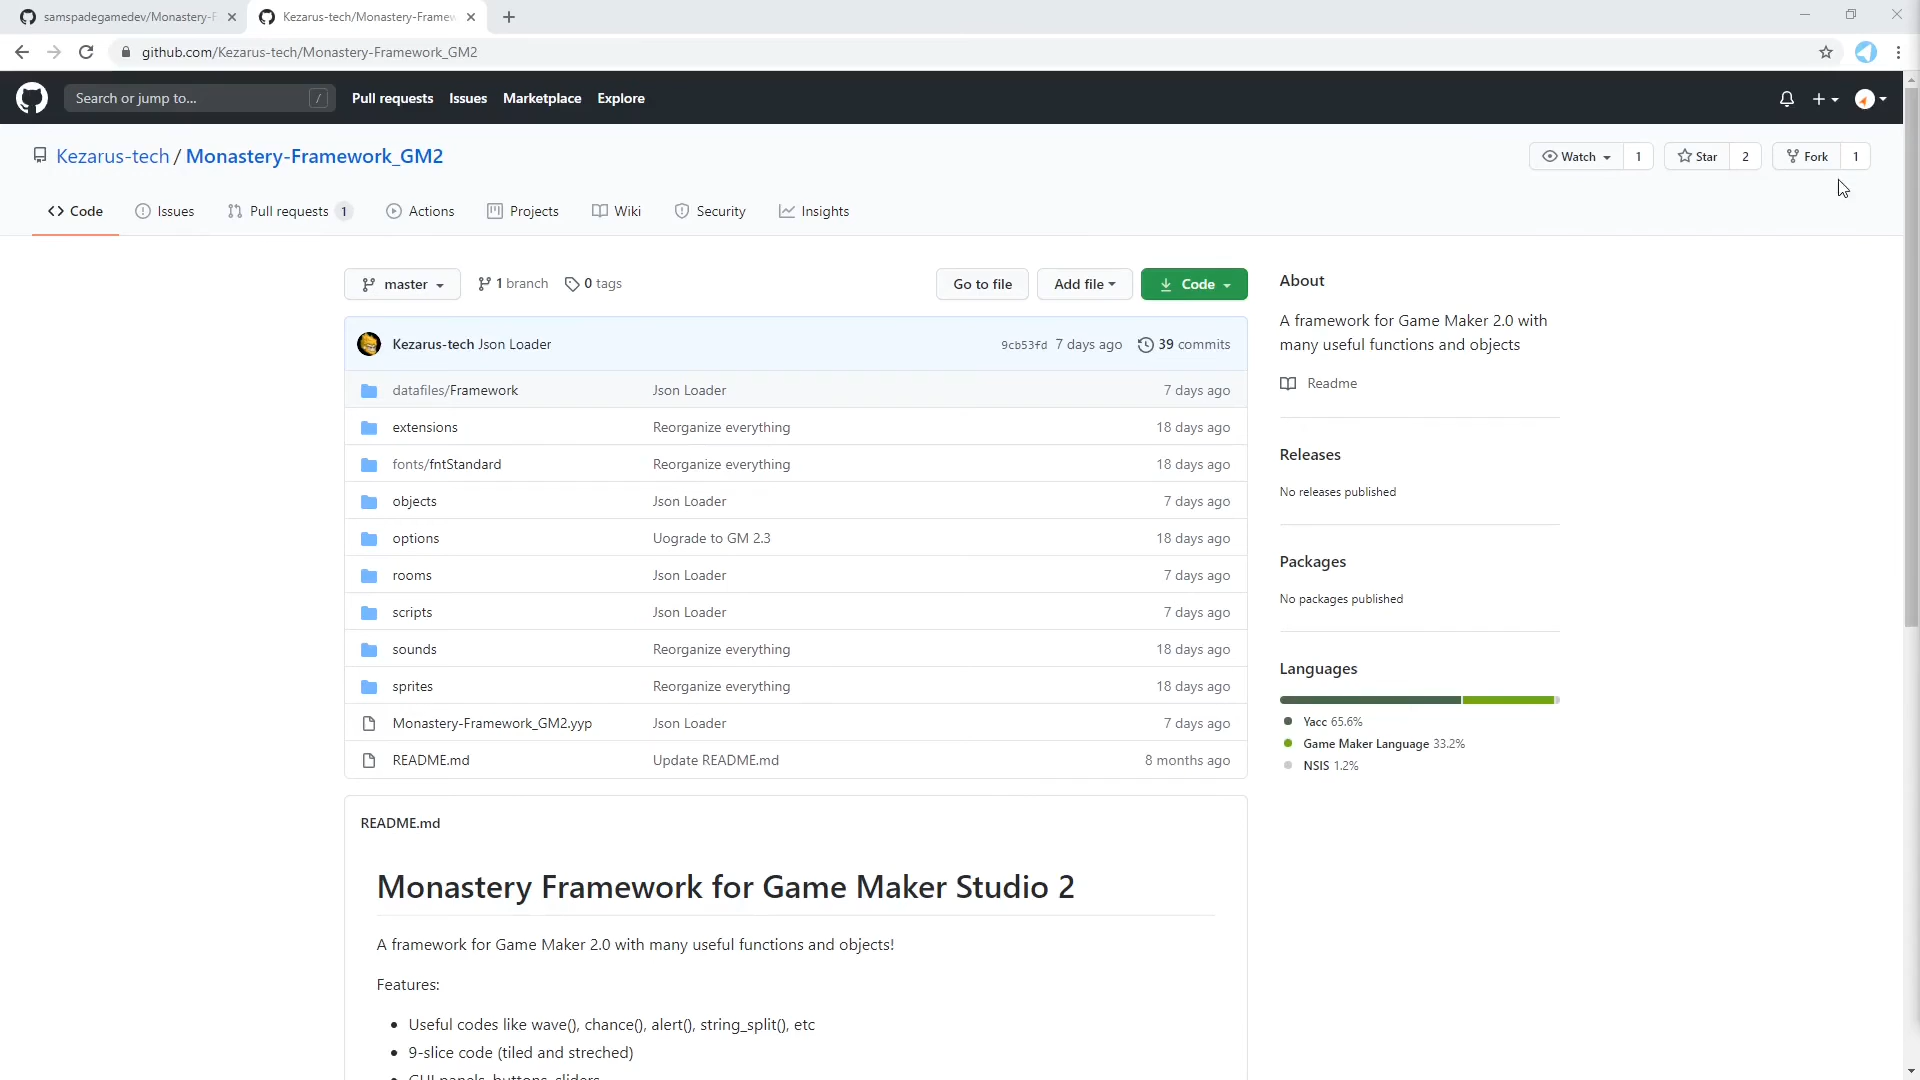 samspadegamedev/Monastery-F
Kezarus-tech/Monastery-Framew
github.com/Kezarus-tech/Monastery-Framework_GM2
Search or jump to... /
Pull requests Issues Marketplace Explore
Kezarus-tech / Monastery-Framework_GM2
Watch 1 Star 2 Fork 1
Code Issues Pull requests 1 Actions Projects Wiki Security Insights
master 1 branch 0 tags Go to file Add file Code
Kezarus-tech Json Loader 9cb53fd 7 days ago 39 commits
datafiles/Framework Json Loader 7 days ago
extensions Reorganize everything 18 days ago
fonts/fntStandard Reorganize everything 18 days ago
objects Json Loader 7 days ago
options Uograde to GM 2.3 18 days ago
rooms Json Loader 7 days ago
scripts Json Loader 7 days ago
sounds Reorganize everything 18 days ago
sprites Reorganize everything 18 days ago
Monastery-Framework_GM2.yyp Json Loader 7 days ago
README.md Update README.md 8 months ago
README.md
Monastery Framework for Game Maker Studio 2
A framework for Game Maker 2.0 with many useful functions and objects!
Features:
• Useful codes like wave(), chance(), alert(), string_split(), etc
• 9-slice code (tiled and streched)
• GUI panels, buttons, sliders
About
A framework for Game Maker 2.0 with
many useful functions and objects
Readme
Releases
No releases published
Packages
No packages published
Languages
Yacc 65.6%
Game Maker Language 33.2%
NSIS 1.2%